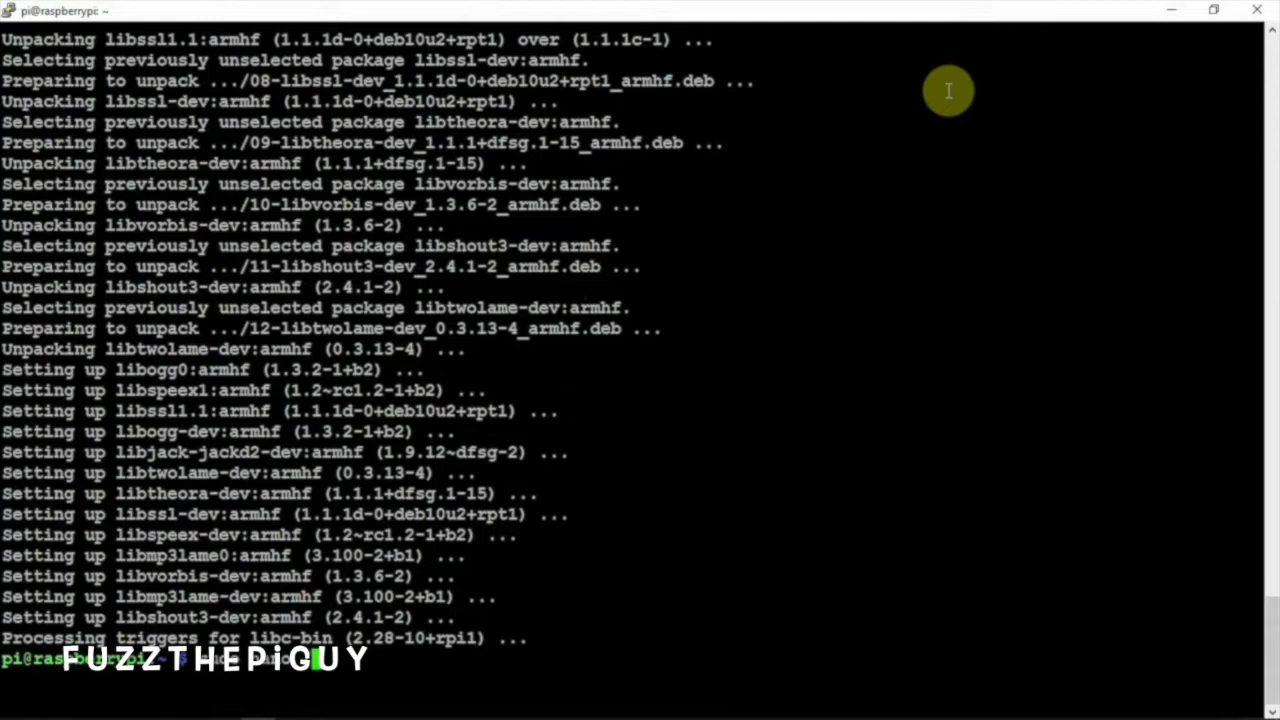 pi@raspberrypi: ~
Unpacking libssl1.1:armhf (1.1.1d-0+deb10u2+rpt1) over (1.1.1c-1) ...
Selecting previously unselected package libssl-dev:armhf.
Preparing to unpack .../08-libssl-dev_1.1.1d-0+deb10u2+rpt1_armhf.deb ...
Unpacking libssl-dev:armhf (1.1.1d-0+deb10u2+rpt1) ...
Selecting previously unselected package libtheora-dev:armhf.
Preparing to unpack .../09-libtheora-dev_1.1.1+dfsg.1-15_armhf.deb ...
Unpacking libtheora-dev:armhf (1.1.1+dfsg.1-15) ...
Selecting previously unselected package libvorbis-dev:armhf.
Preparing to unpack .../10-libvorbis-dev_1.3.6-2_armhf.deb ...
Unpacking libvorbis-dev:armhf (1.3.6-2) ...
Selecting previously unselected package libshout3-dev:armhf.
Preparing to unpack .../11-libshout3-dev_2.4.1-2_armhf.deb ...
Unpacking libshout3-dev:armhf (2.4.1-2) ...
Selecting previously unselected package libtwolame-dev:armhf.
Preparing to unpack .../12-libtwolame-dev_0.3.13-4_armhf.deb ...
Unpacking libtwolame-dev:armhf (0.3.13-4) ...
Setting up libogg0:armhf (1.3.2-1+b2) ...
Setting up libspeex1:armhf (1.2~rc1.2-1+b2) ...
Setting up libssl1.1:armhf (1.1.1d-0+deb10u2+rpt1) ...
Setting up libogg-dev:armhf (1.3.2-1+b2) ...
Setting up libjack-jackd2-dev:armhf (1.9.12~dfsg-2) ...
Setting up libtwolame-dev:armhf (0.3.13-4) ...
Setting up libtheora-dev:armhf (1.1.1+dfsg.1-15) ...
Setting up libssl-dev:armhf (1.1.1d-0+deb10u2+rpt1) ...
Setting up libspeex-dev:armhf (1.2~rc1.2-1+b2) ...
Setting up libmp3lame0:armhf (3.100-2+b1) ...
Setting up libvorbis-dev:armhf (1.3.6-2) ...
Setting up libmp3lame-dev:armhf (3.100-2+b1) ...
Setting up libshout3-dev:armhf (2.4.1-2) ...
Processing triggers for libc-bin (2.28-10+rpi1) ...
pi@raspberrypi:~ $ sudo nano
FUZZTHEPiGUY